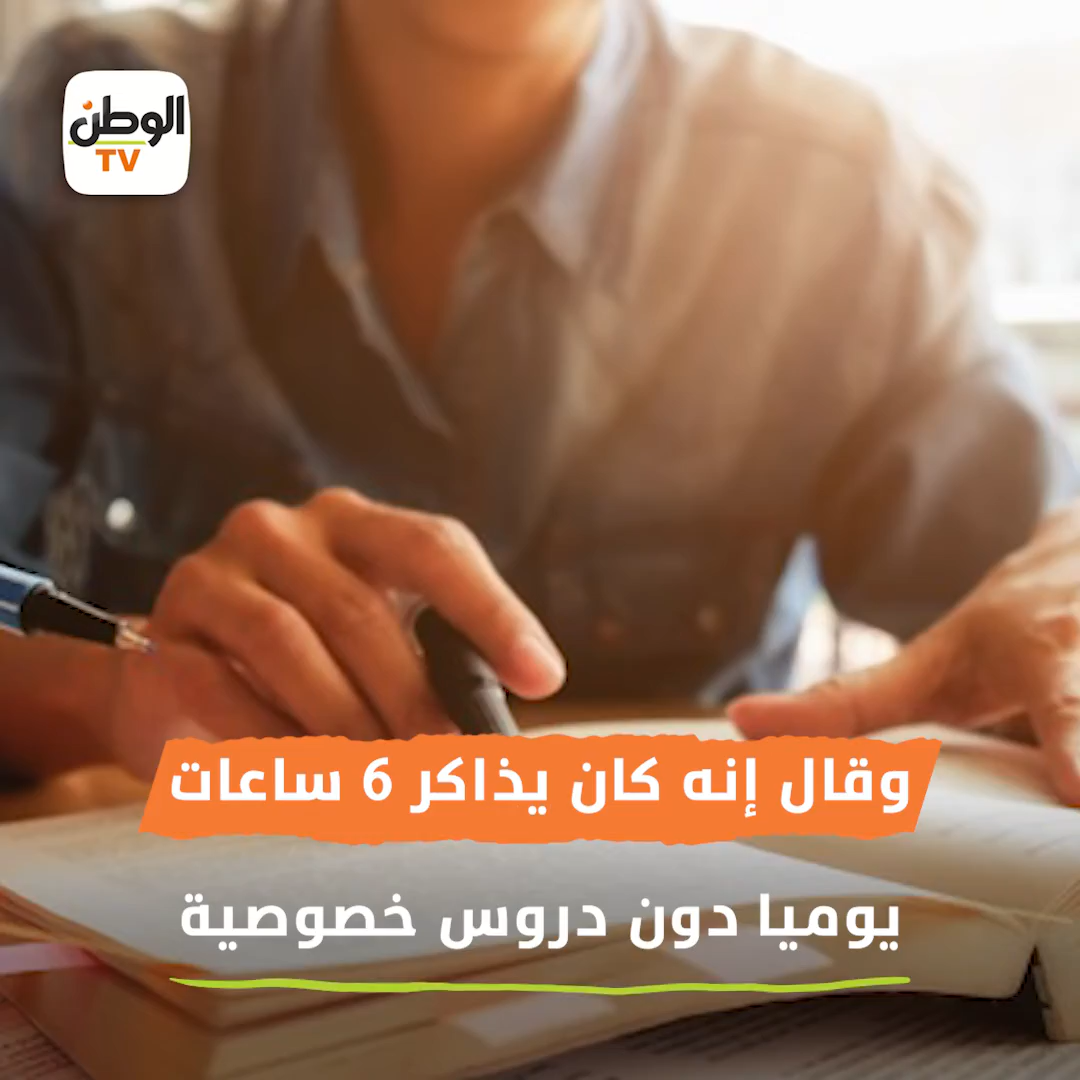 الوطن
TV
وقال إنه كان يذاكر 6 ساعات
يوميا دون دروس خصوصية